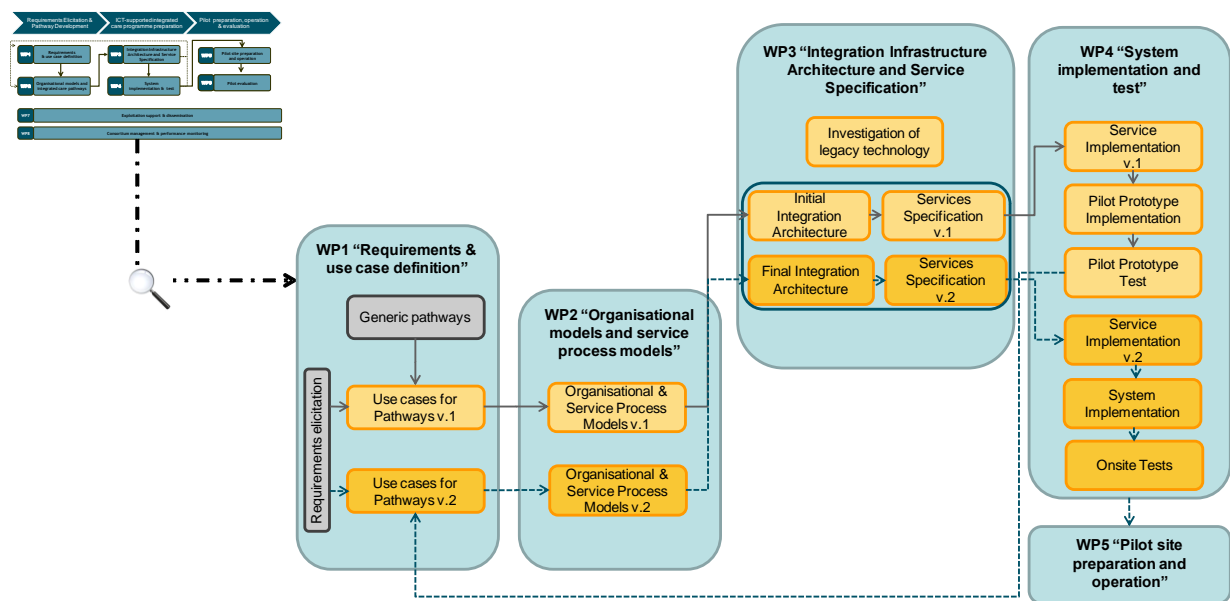 Requirements Elicitation &
Pathway Development
ICT-supported integrated
care programme preparation
Pilot preparation, operation
& evaluation
Requirements
& use case definition
Organisational models and
integrated care pathways
Integration Infrastructure
Architecture and Service
Specification
System
implementation & test
Pilot site preparation
and operation
Pilot evaluation
WP7
Exploitation support & dissemination
Consortium management & performance monitoring
WP1 “Requirements &
use case definition”
Generic pathways
Requirements elicitation
Use cases for
Pathways v.1
Use cases for
Pathways v.2
WP2 “Organisational
models and service
process models”
Organisational &
Service Process
Models v.1
Organisational &
Service Process
Models v.2
WP3 “Integration Infrastructure
Architecture and Service
Specification”
Investigation of
legacy technology
Initial
Integration
Architecture
Services
Specification
v.1
Final Integration
Architecture
Services
Specification
v.2
WP4 “System
implementation and
test”
Service
Implementation
v.1
Pilot Prototype
Implementation
Pilot Prototype
Test
Service
Implementation
v.2
System
Implementation
Onsite Tests
WP5 “Pilot site
preparation and
operation”